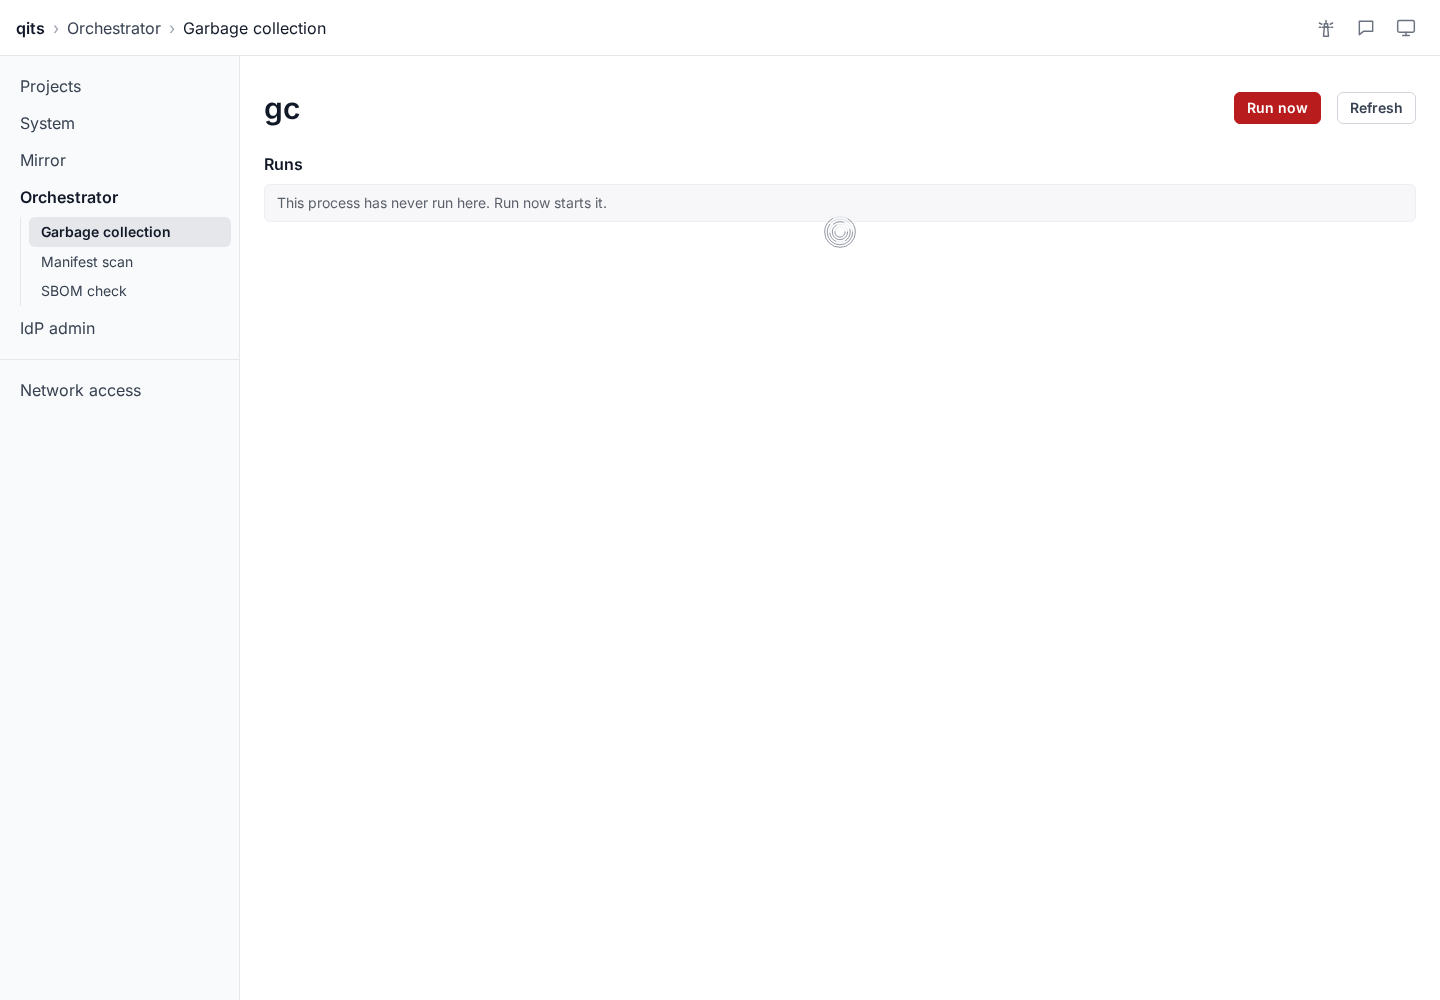 qits › Orchestrator › Garbage collection
Projects
System
Mirror
Orchestrator
Garbage collection
Manifest scan
SBOM check
IdP admin
Network access
gc
Run now
Refresh
Runs
This process has never run here. Run now starts it.